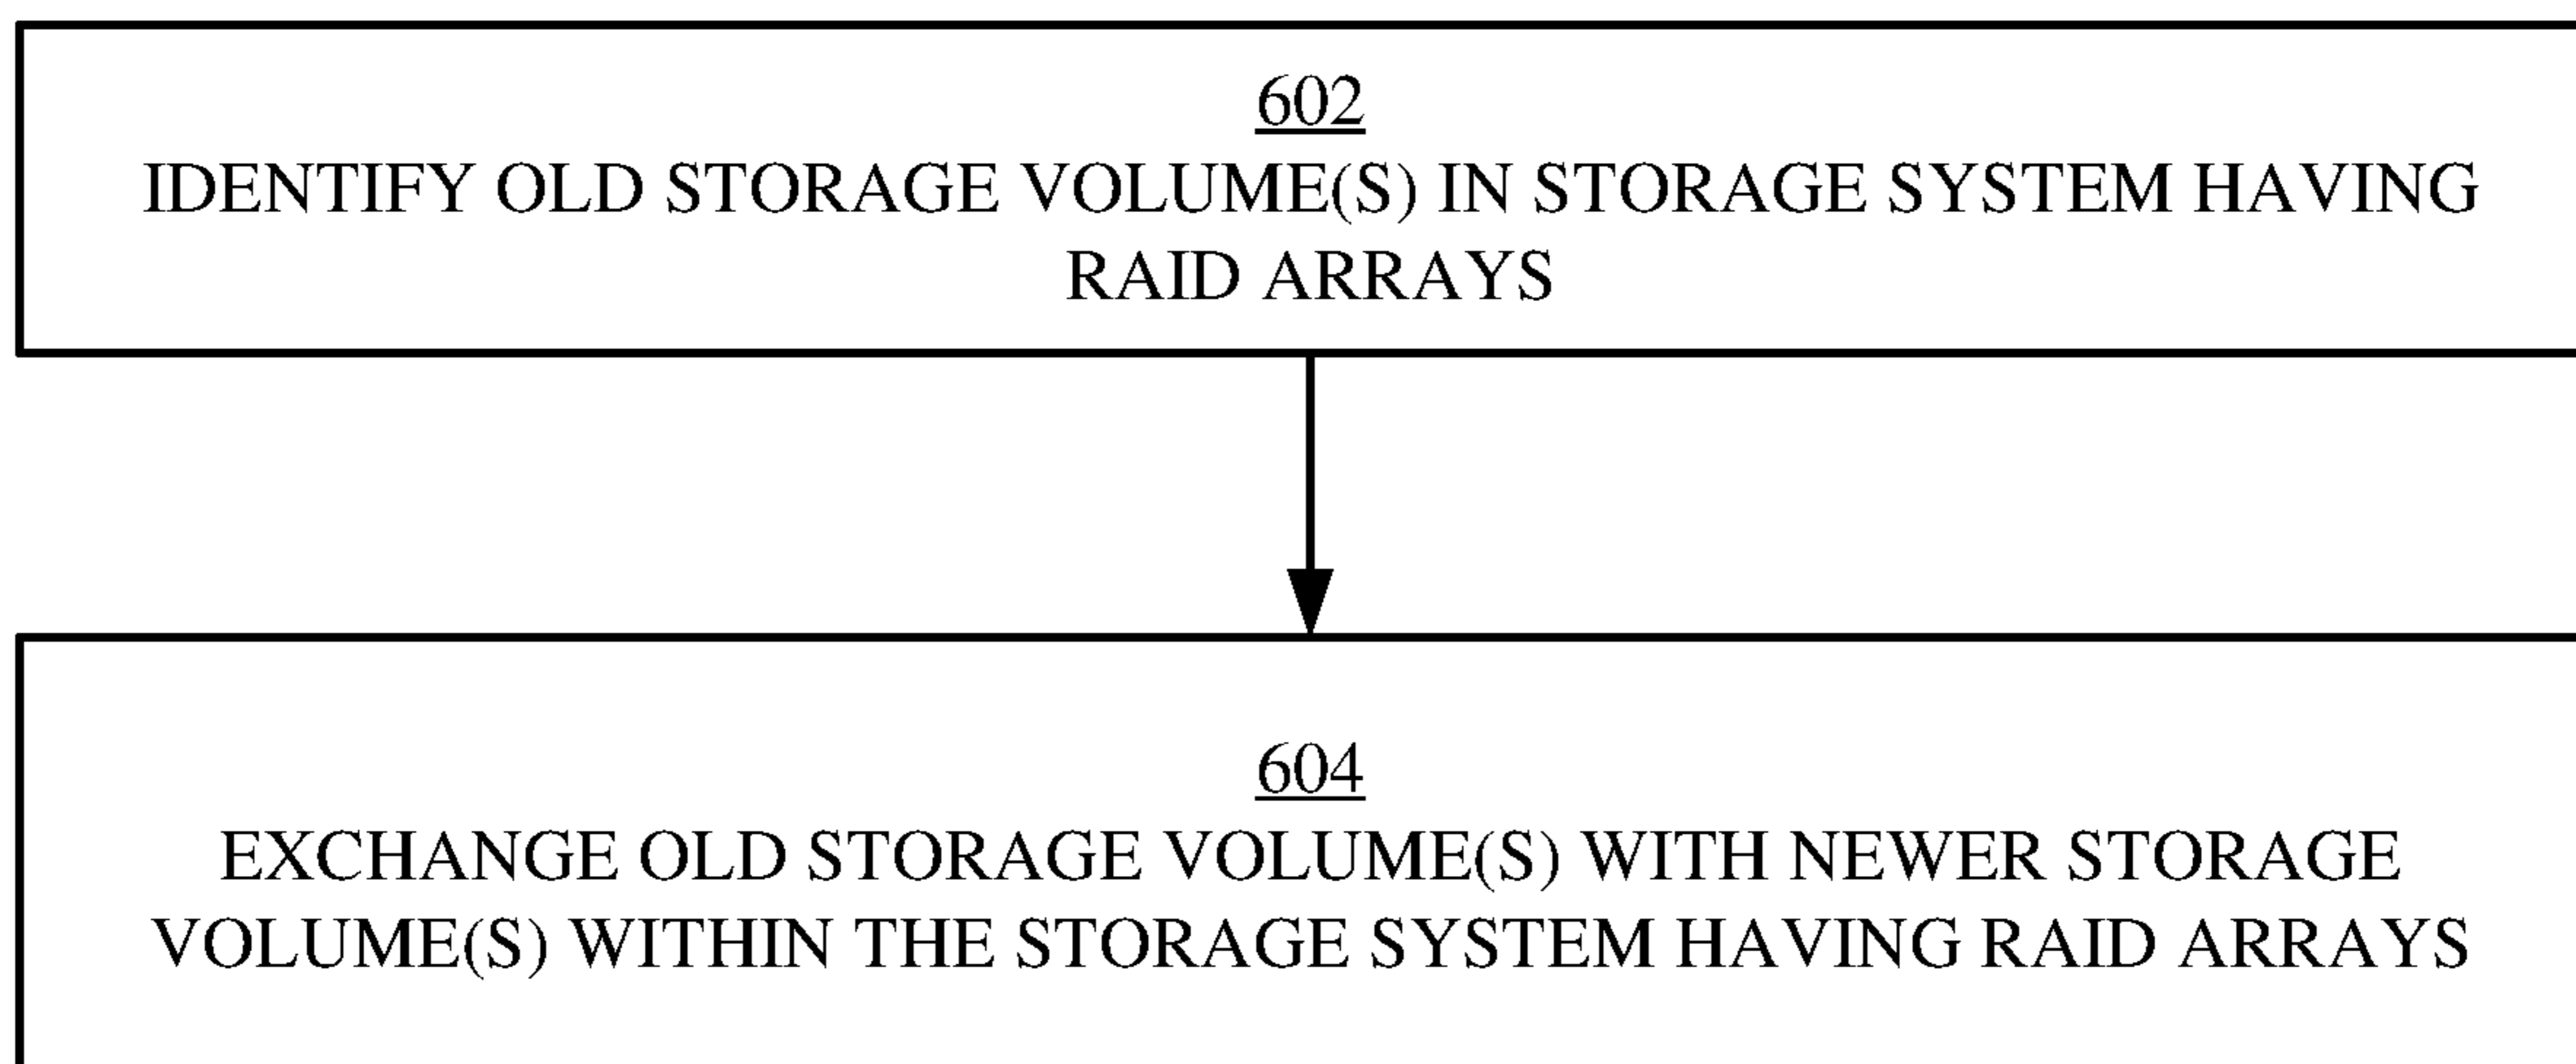 602
IDENTIFY OLD STORAGE VOLUME(S) IN STORAGE SYSTEM HAVING
RAID ARRAYS
604
EXCHANGE OLD STORAGE VOLUME(S) WITH NEWER STORAGE
VOLUME(S) WITHIN THE STORAGE SYSTEM HAVING RAID ARRAYS